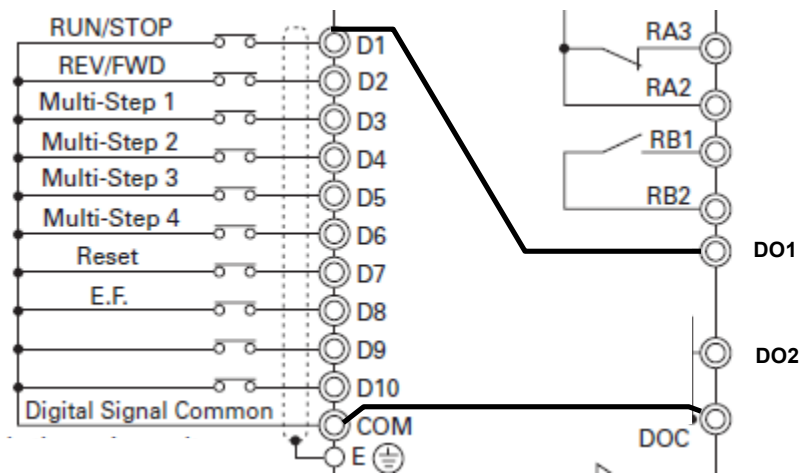 RUN/STOP
D1
REV/FWD
D2
Multi-Step 1
D3
Multi-Step 2
D4
Multi-Step 3
D5
Multi-Step 4
D6
Reset
D7
E.F.
D8
D9
D10
Digital Signal Common
COM
E
RA3
RA2
RB1
RB2
DO1
DO2
DOC